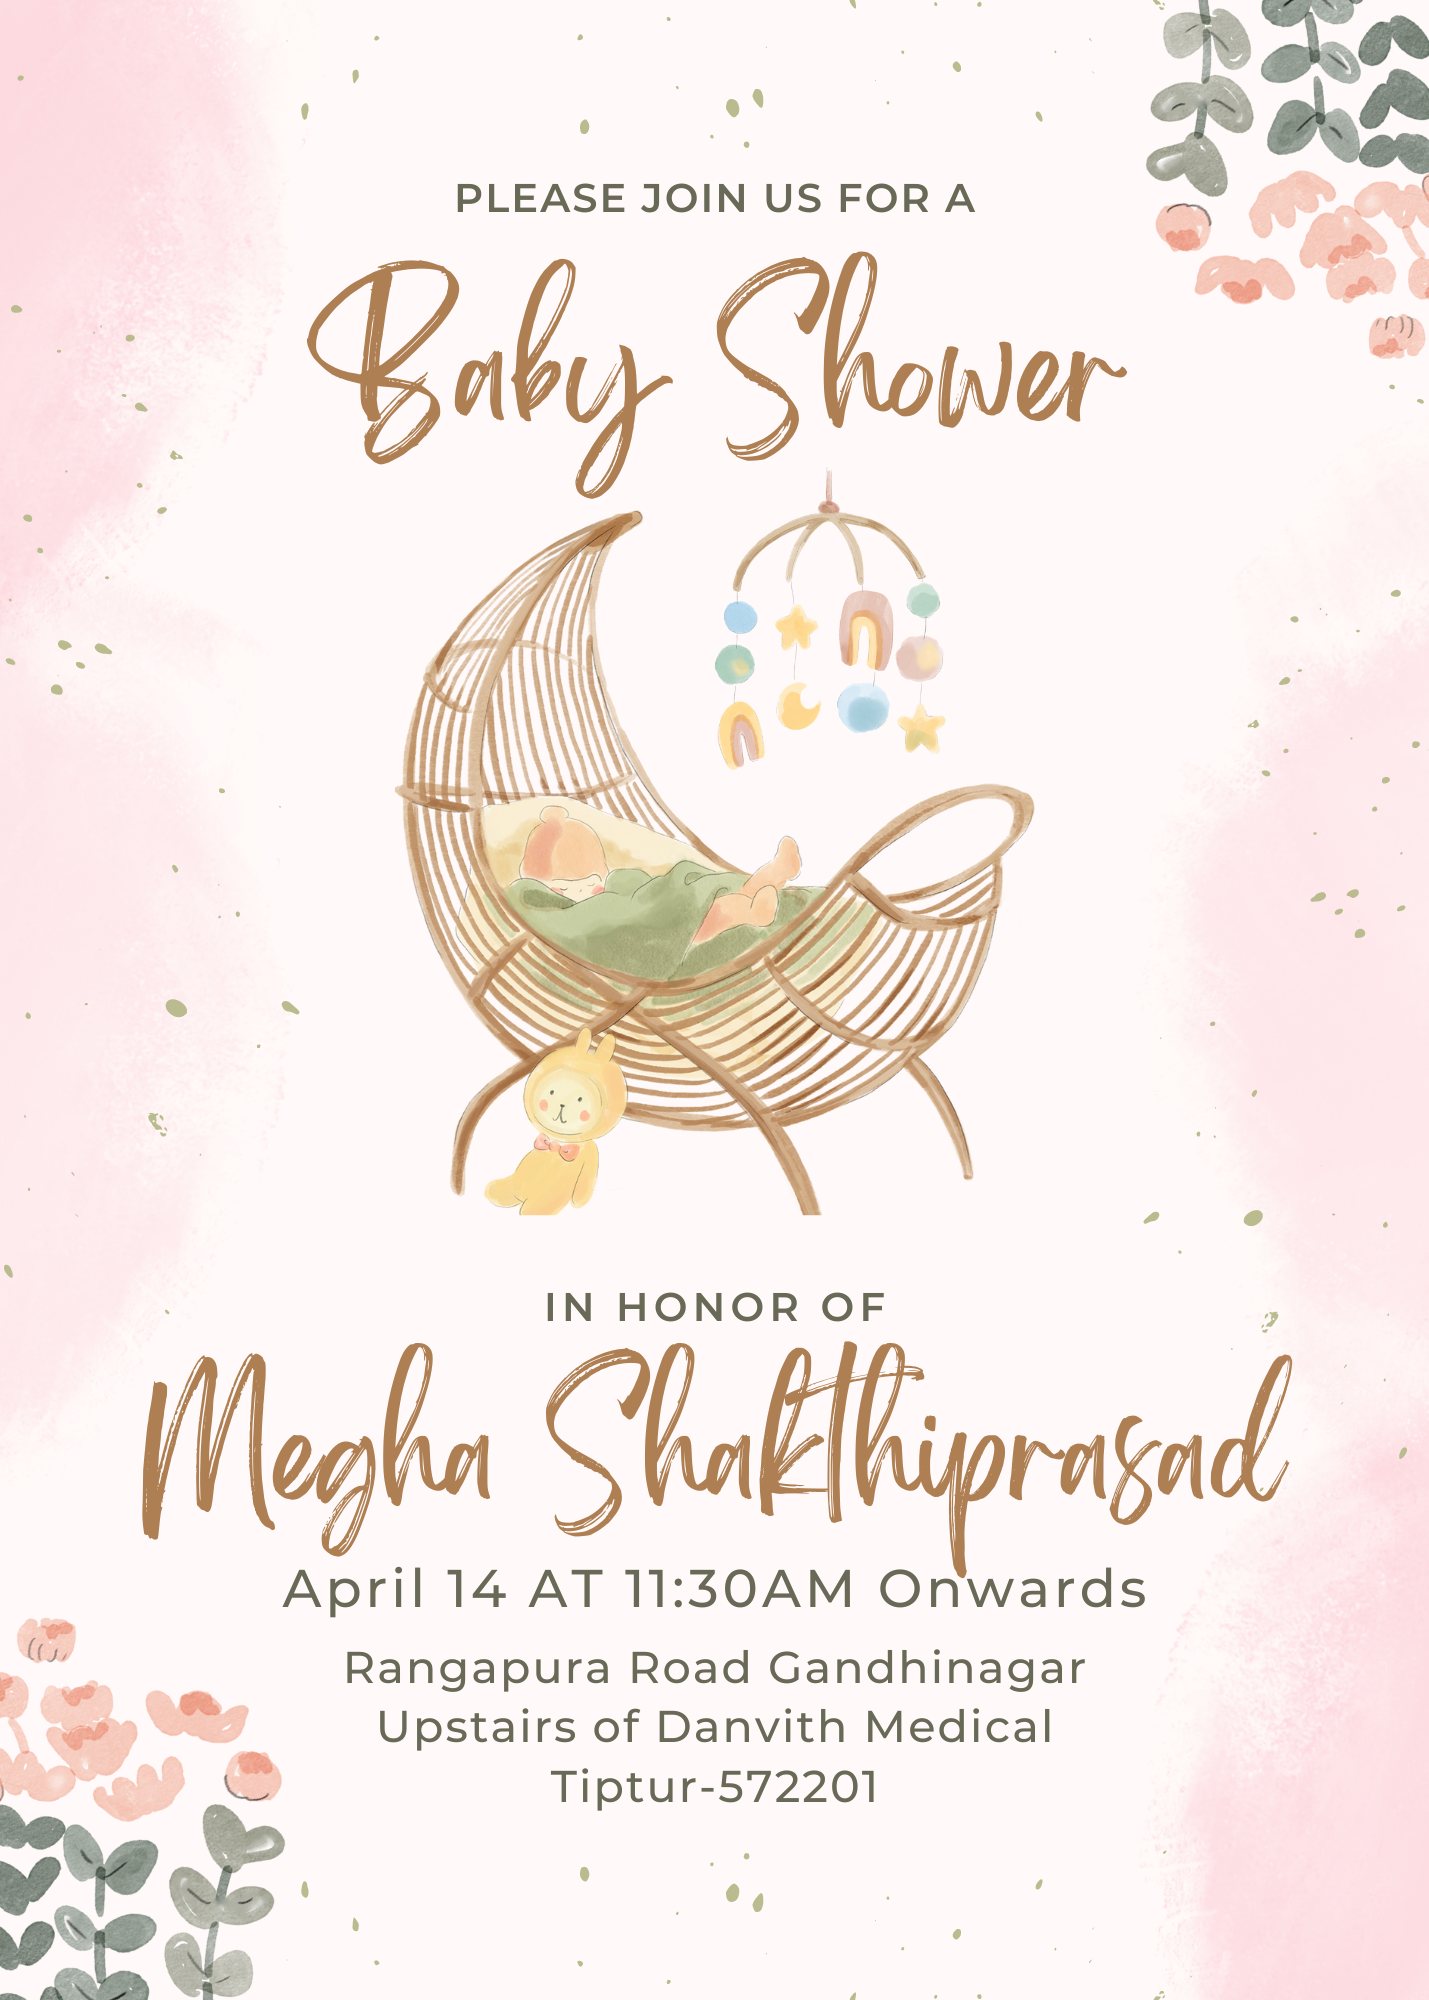 PLEASE JOIN US FOR A
Baby Shower
IN HONOR OF
Megha Shakthiprasad
April 14 AT 11:30AM Onwards
Rangapura Road Gandhinagar
Upstairs of Danvith Medical
Tiptur-572201